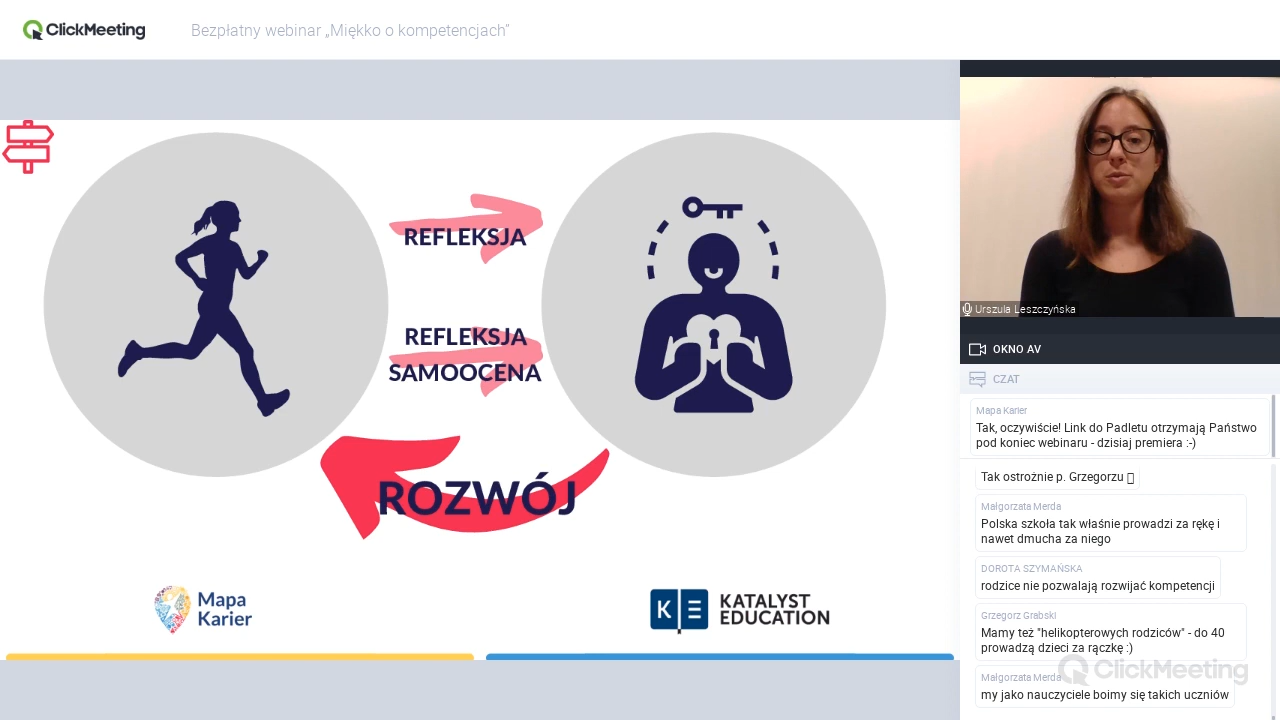 ClickMeeting
Bezpłatny webinar „Miękko o kompetencjach”
REFLEKSJA
REFLEKSJA
SAMOOCENA
ROZWÓJ
Mapa
Karier
K E
KATALYST
EDUCATION
Urszula Leszczyńska
OKNO AV
CZAT
Mapa Karier
Tak, oczywiście! Link do Padletu otrzymają Państwo
pod koniec webinaru - dzisiaj premiera :-)
Tak ostrożnie p. Grzegorzu
Małgorzata Merda
Polska szkoła tak właśnie prowadzi za rękę i
nawet dmucha za niego
DOROTA SZYMAŃSKA
rodzice nie pozwalają rozwijać kompetencji
Grzegorz Grabski
Mamy też "helikopterowych rodziców" - do 40
prowadzą dzieci za rączkę :)
ClickMeeting
Małgorzata Merda
my jako nauczyciele boimy się takich uczniów